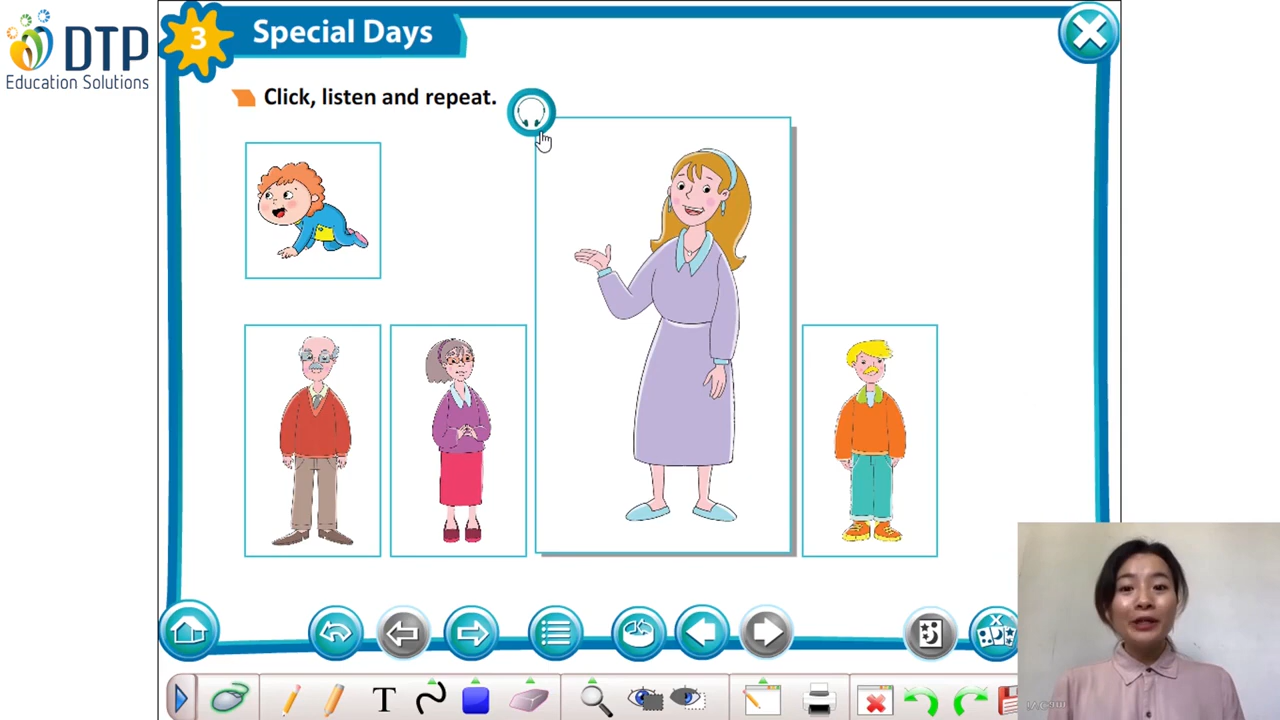 DTP
Education Solutions
3
Special Days
Click, listen and repeat.
T